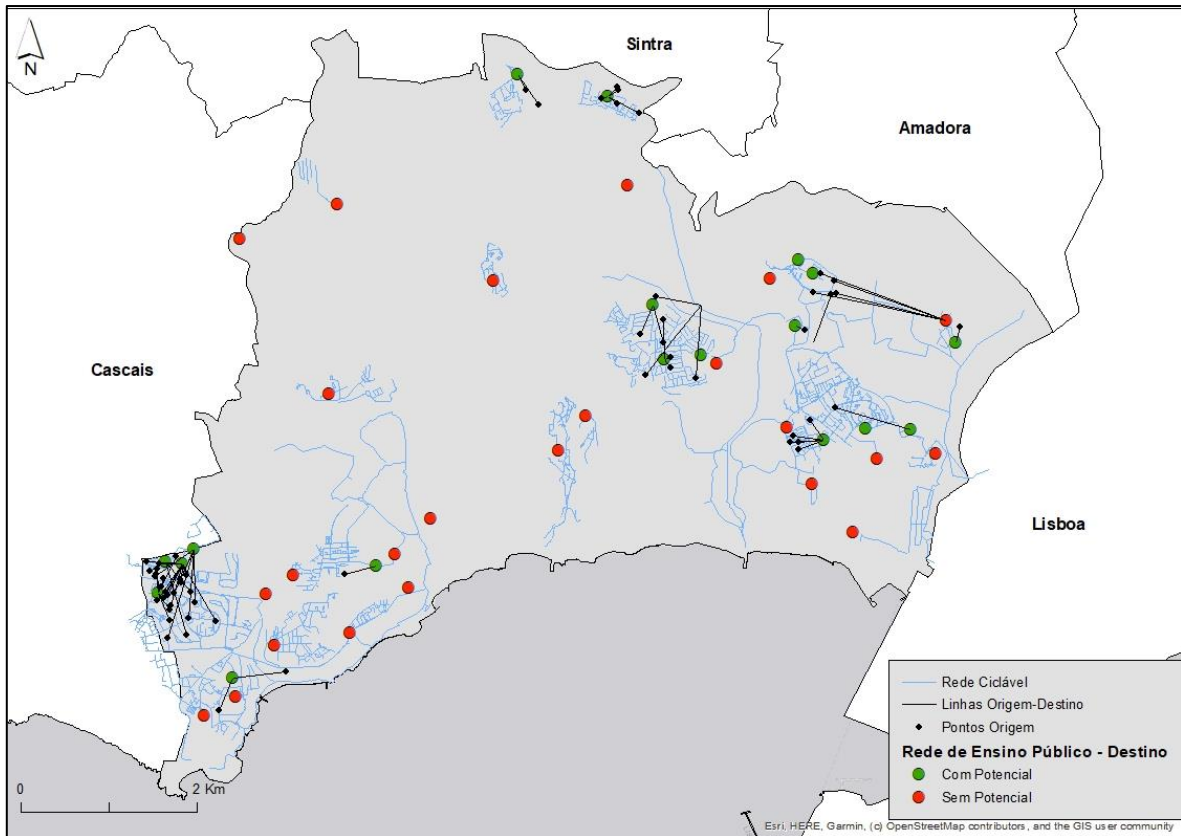 Sintra
N
Amadora
Cascais
Lisboa
Rede Ciclável
Linhas Origem-Destino
Pontos Origem
Rede de Ensino Público - Destino
Com Potencial
Sem Potencial
0 2 Km
Esri, HERE, Garmin, (c) OpenStreetMap contributors, and the GIS user community